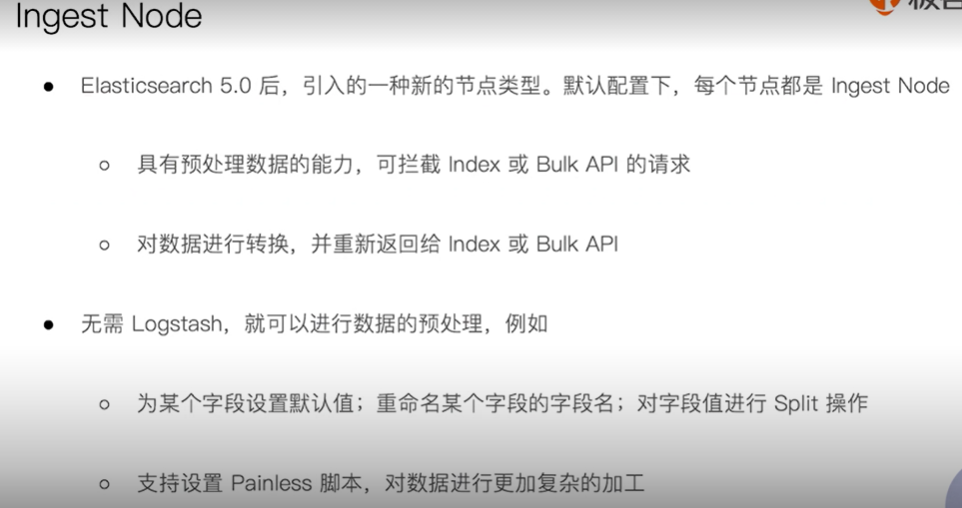 Ingest Node
● Elasticsearch 5.0 后，引入的一种新的节点类型。默认配置下，每个节点都是 Ingest Node
○ 具有预处理数据的能力，可拦截 Index 或 Bulk API 的请求
○ 对数据进行转换，并重新返回给 Index 或 Bulk API
● 无需 Logstash，就可以进行数据的预处理，例如
○ 为某个字段设置默认值；重命名某个字段的字段名；对字段值进行 Split 操作
○ 支持设置 Painless 脚本，对数据进行更加复杂的加工